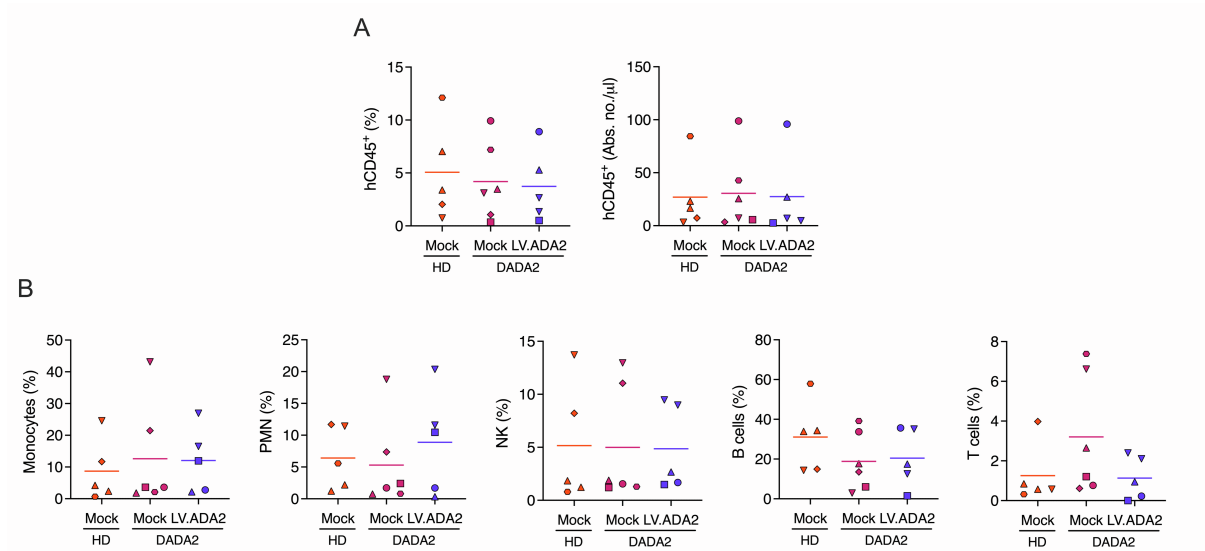 A
hCD45⁺ (%)
15
10
5
0
Mock Mock LV.ADA2
HD DADA2
hCD45⁺ (Abs. no./µl)
150
100
50
0
Mock Mock LV.ADA2
HD DADA2
B
Monocytes (%)
50
40
30
20
10
0
Mock Mock LV.ADA2
HD DADA2
PMN (%)
25
20
15
10
5
0
Mock Mock LV.ADA2
HD DADA2
NK (%)
15
10
5
0
Mock Mock LV.ADA2
HD DADA2
B cells (%)
80
60
40
20
0
Mock Mock LV.ADA2
HD DADA2
T cells (%)
8
6
4
2
0
Mock Mock LV.ADA2
HD DADA2